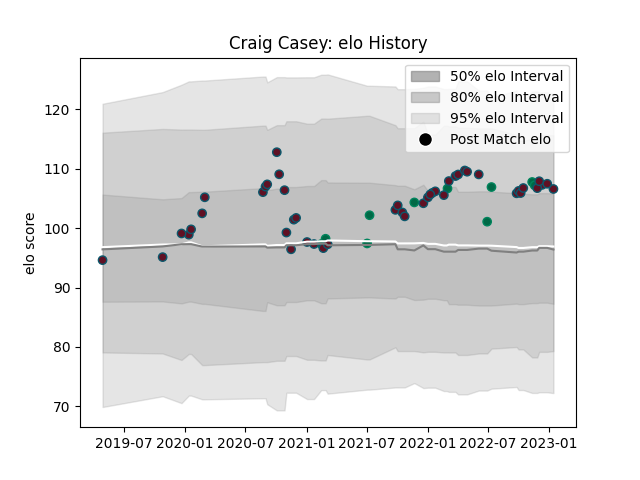 Craig Casey: elo History
50% elo Interval
80% elo Interval
95% elo Interval
Post Match elo
elo score
120
110
100
90
80
70
2019-07 2020-01 2020-07 2021-01 2021-07 2022-01 2022-07 2023-01